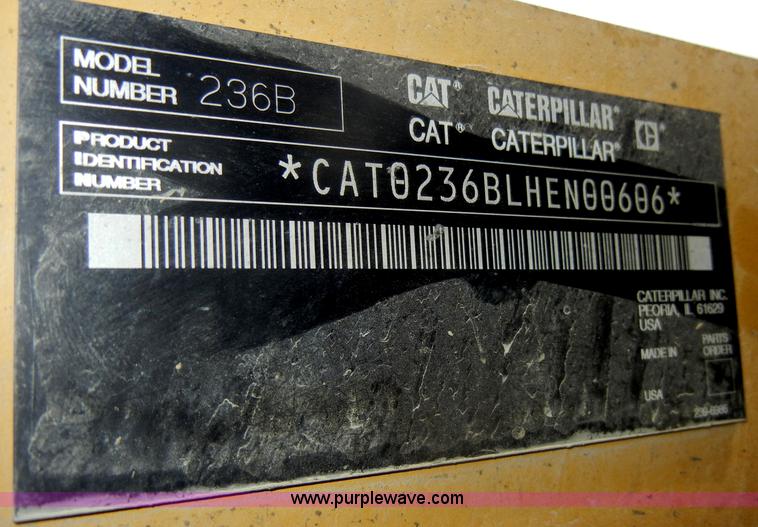 MODEL
NUMBER 236B
CAT® CATERPILLAR®
CAT® CATERPILLAR®
PRODUCT
IDENTIFICATION
NUMBER
*CAT0236BLHEN00606*
CATERPILLAR INC.
PEORIA, IL 61629
USA
MADE IN
PARTS
ORDER
USA
www.purplewave.com